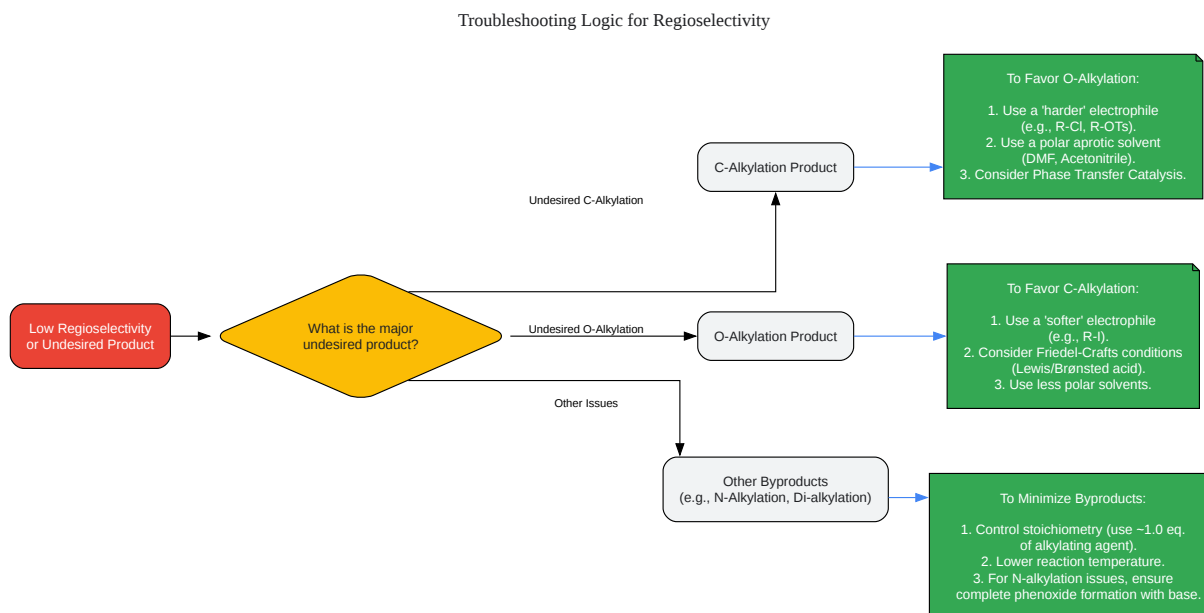 Troubleshooting Logic for Regioselectivity
Low Regioselectivity
or Undesired Product
What is the major
undesired product?
Undesired C-Alkylation
Undesired O-Alkylation
Other Issues
C-Alkylation Product
O-Alkylation Product
Other Byproducts
(e.g., N-Alkylation, Di-alkylation)
To Favor O-Alkylation:
1. Use a 'harder' electrophile
(e.g., R-Cl, R-OTs).
2. Use a polar aprotic solvent
(DMF, Acetonitrile).
3. Consider Phase Transfer Catalysis.
To Favor C-Alkylation:
1. Use a 'softer' electrophile
(e.g., R-I).
2. Consider Friedel-Crafts conditions
(Lewis/Brønsted acid).
3. Use less polar solvents.
To Minimize Byproducts:
1. Control stoichiometry (use ~1.0 eq.
of alkylating agent).
2. Lower reaction temperature.
3. For N-alkylation issues, ensure
complete phenoxide formation with base.